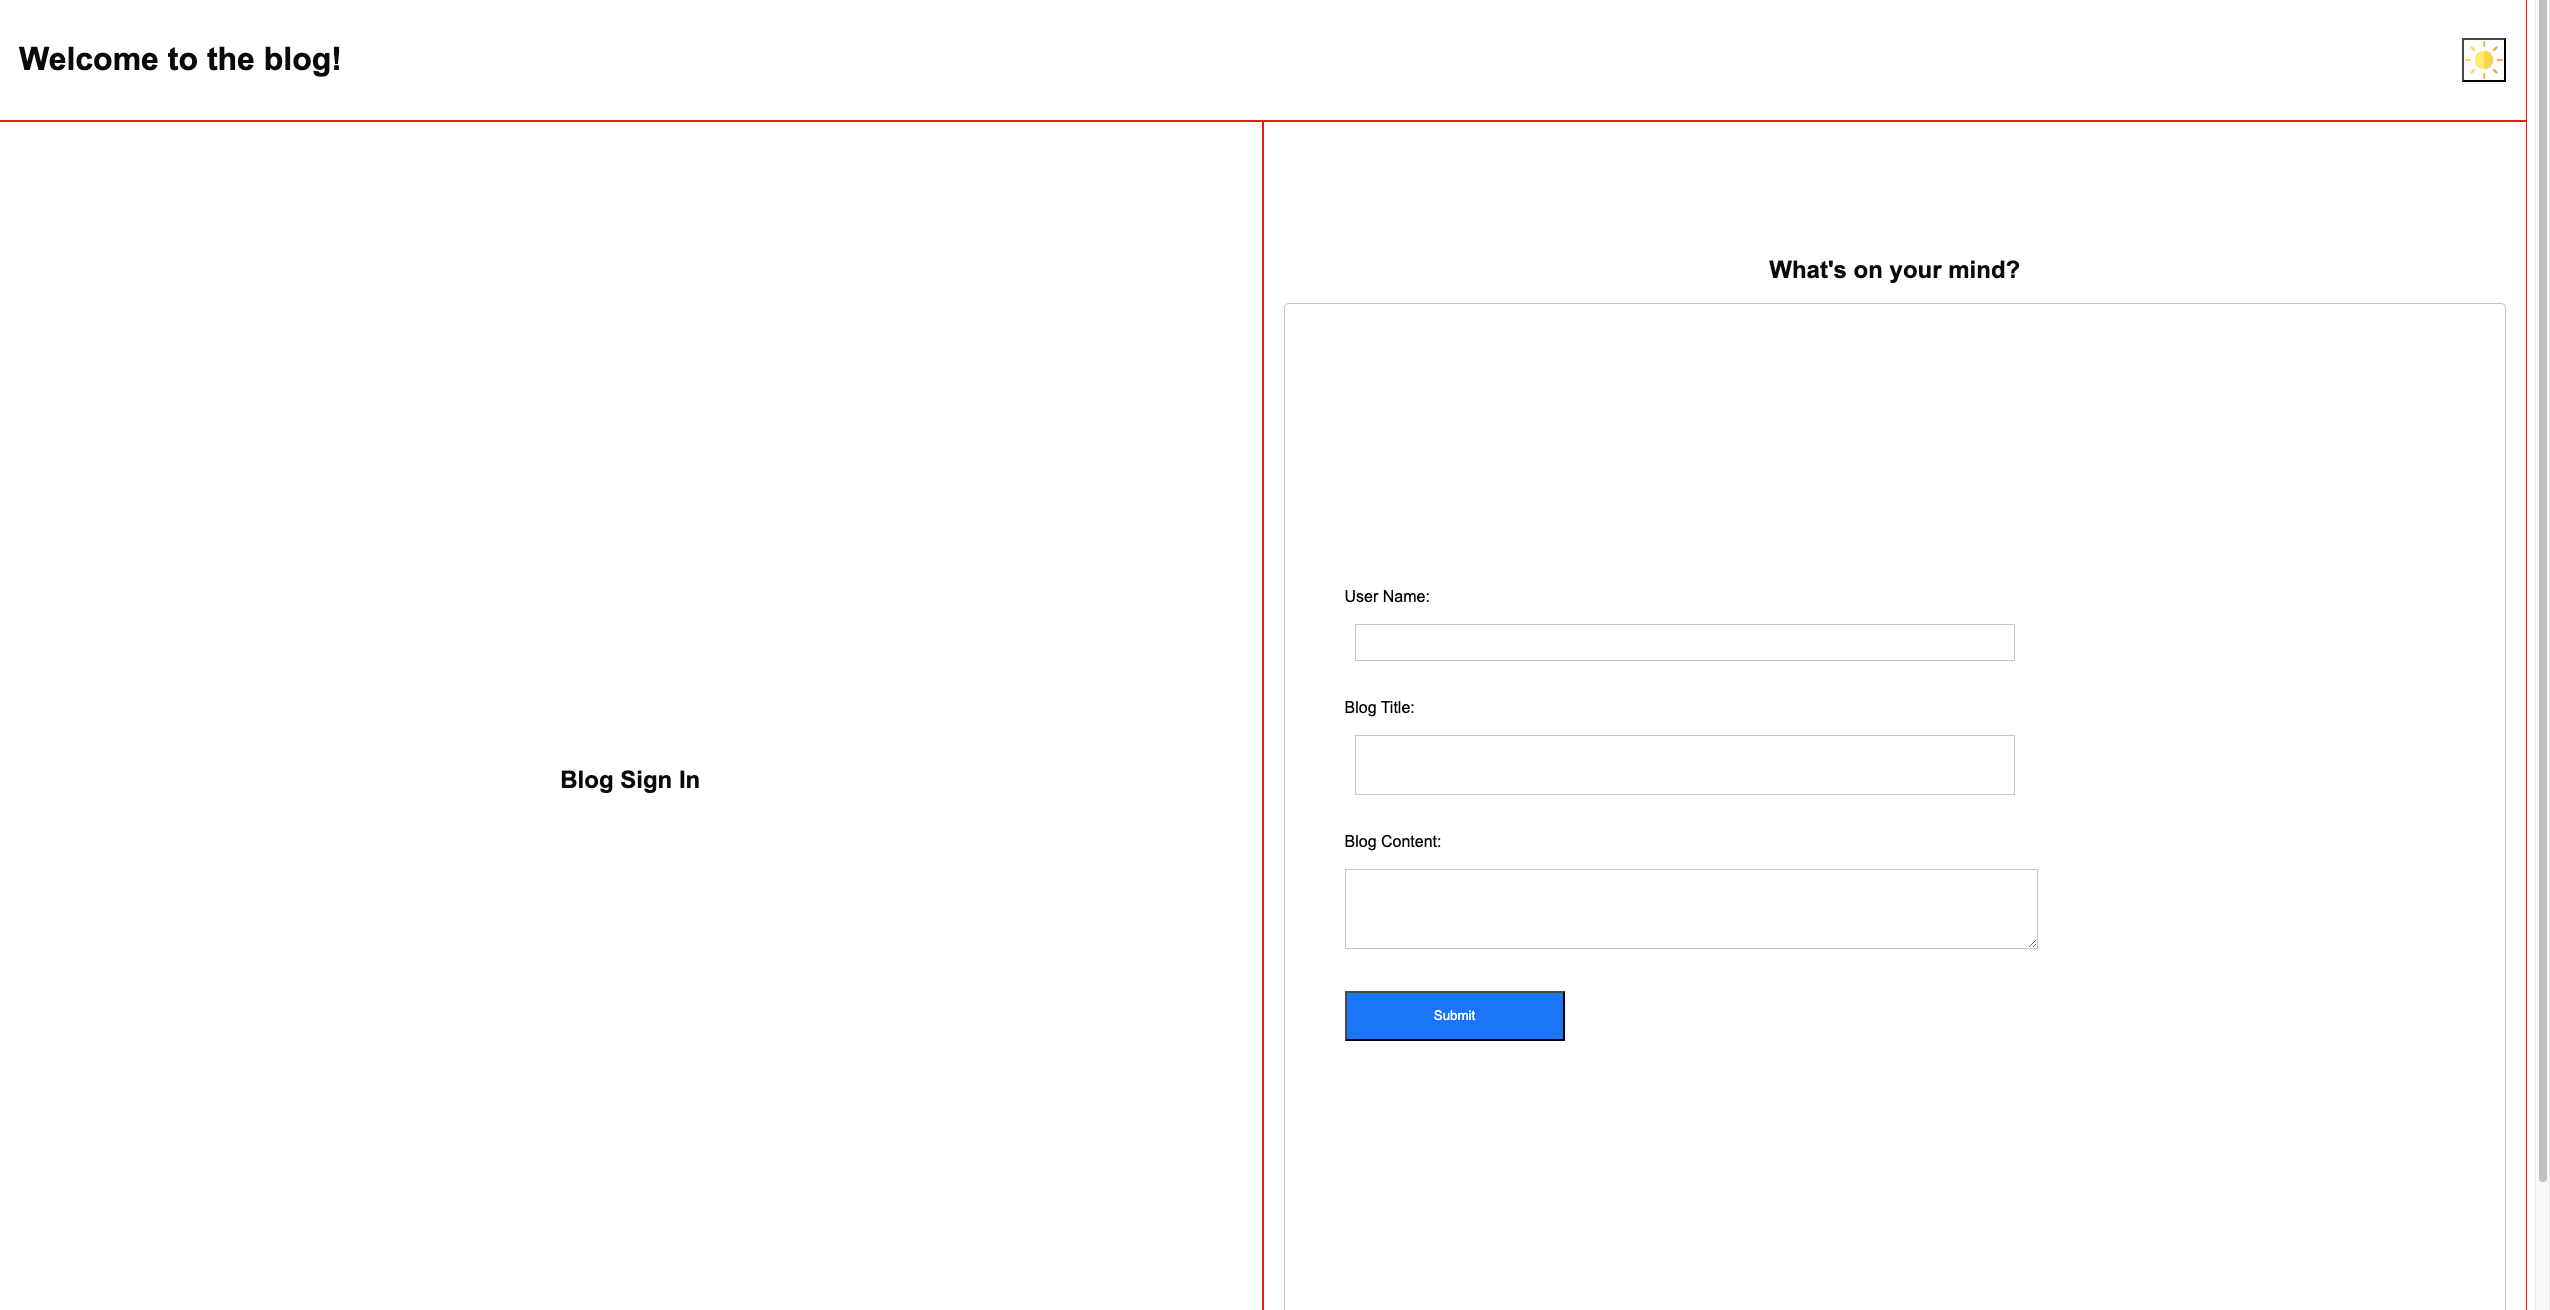 Welcome to the blog!
Blog Sign In
What's on your mind?
User Name:
Blog Title:
Blog Content:
Submit